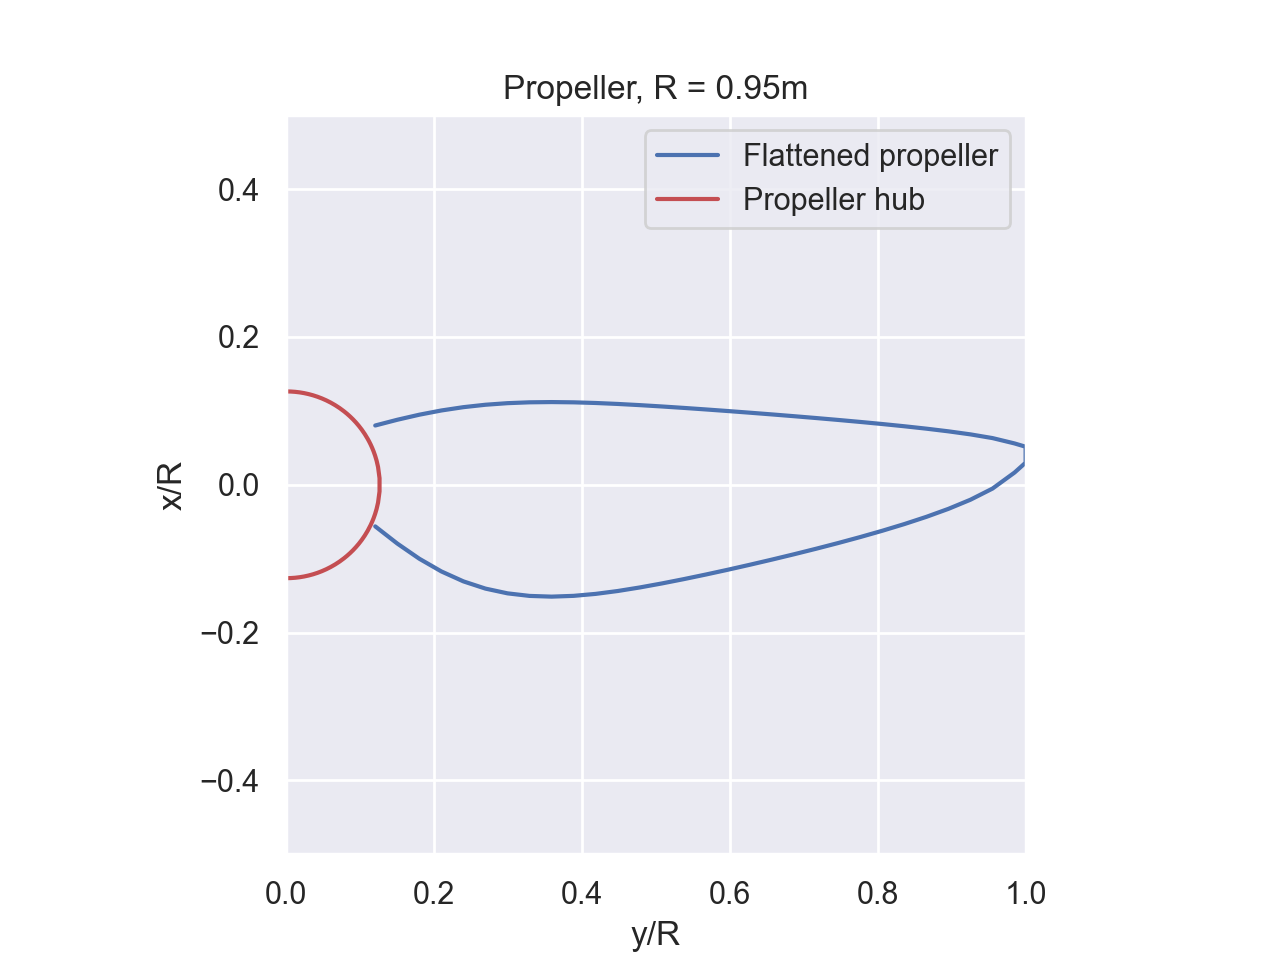 Propeller, R = 0.95m
Flattened propeller
Propeller hub
0.4
0.2
0.0
−0.2
−0.4
x/R
0.0 0.2 0.4 0.6 0.8 1.0
y/R